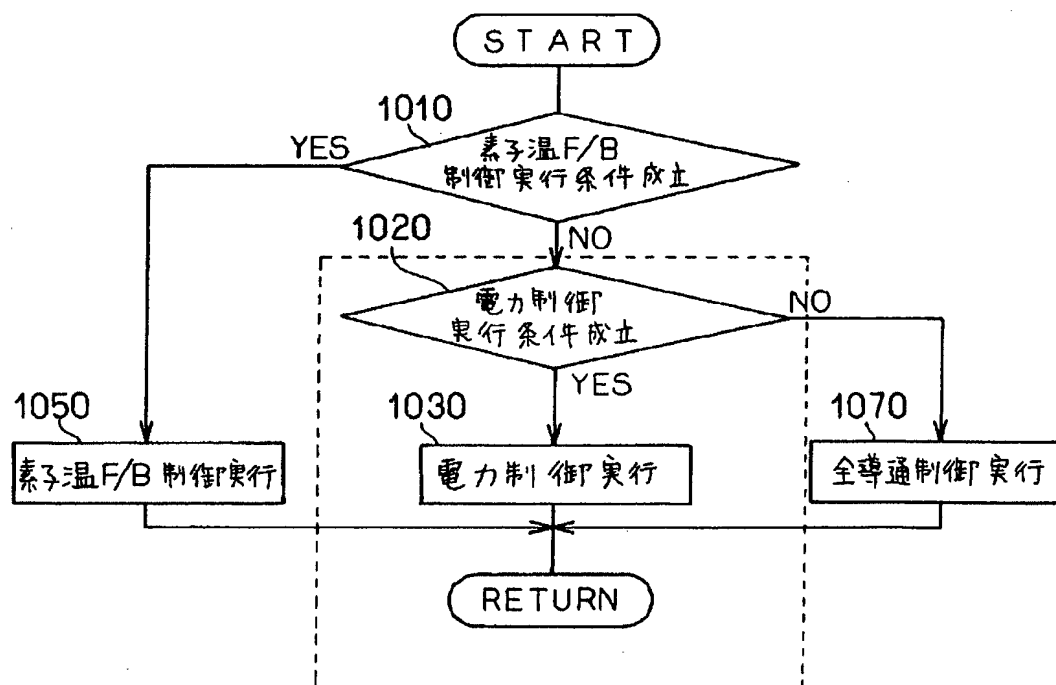 START
1010
YES
素子温F/B
制御実行条件成立
NO
1020
電力制御
実行条件成立
NO
YES
1050
素子温F/B制御実行
1030
電力制御実行
1070
全導通制御実行
RETURN